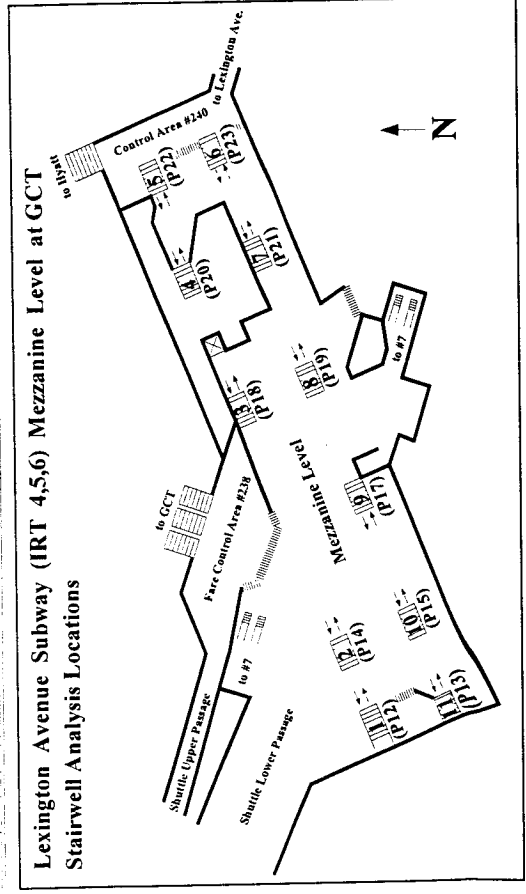 Lexington Avenue Subway (IRT 4,5,6) Mezzanine Level at GCT
Stairwell Analysis Locations
to Hyatt
Control Area #240
to Lexington Ave.
5
(P22)
6
(P23)
4
(P20)
7
(P21)
to GCT
3
(P18)
8
(P19)
Fare Control Area #238
Mezzanine Level
to #7
9
(P17)
Shuttle Upper Passage
to #7
2
(P14)
10
(P15)
Shuttle Lower Passage
1
(P12)
11
(P13)
N